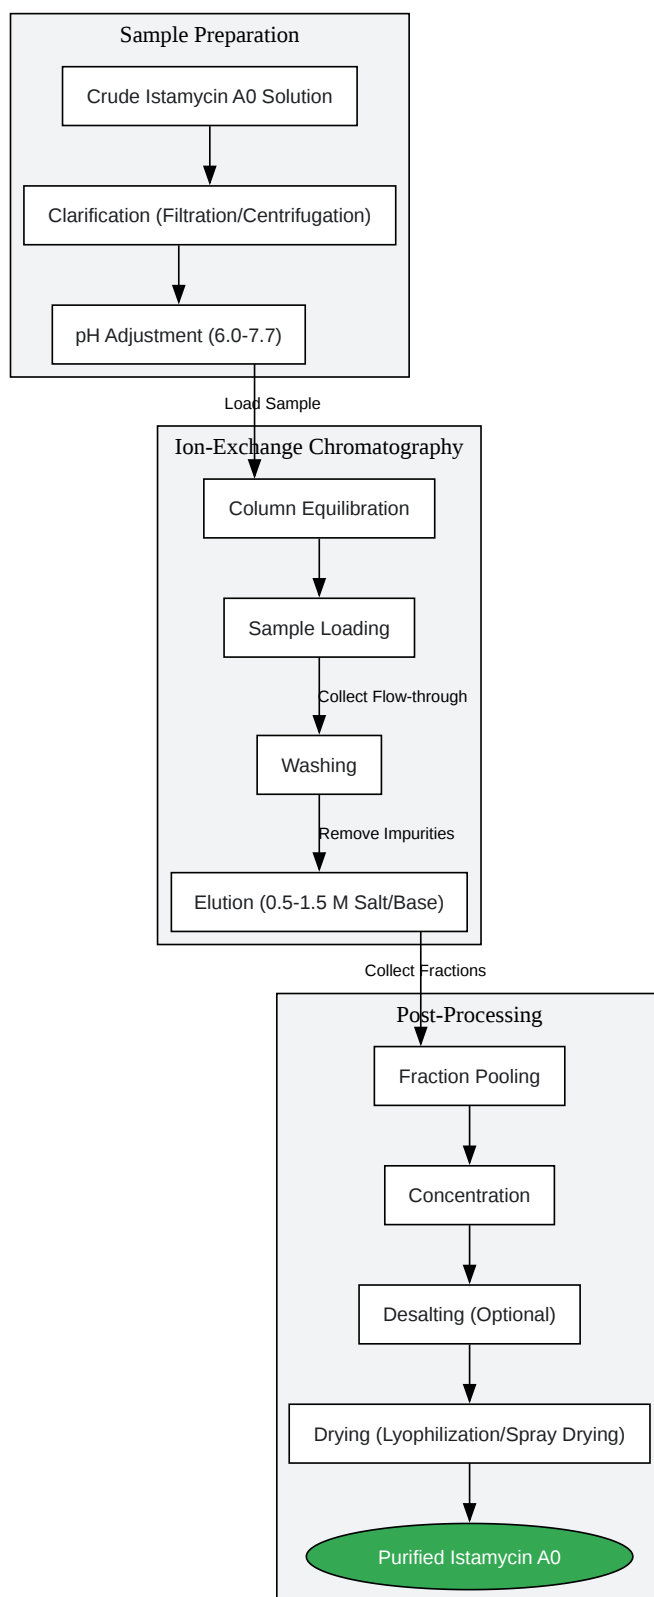 Sample Preparation
Crude Istamycin A0 Solution
Clarification (Filtration/Centrifugation)
pH Adjustment (6.0-7.7)
Load Sample
Ion-Exchange Chromatography
Column Equilibration
Sample Loading
Collect Flow-through
Washing
Remove Impurities
Elution (0.5-1.5 M Salt/Base)
Collect Fractions
Post-Processing
Fraction Pooling
Concentration
Desalting (Optional)
Drying (Lyophilization/Spray Drying)
Purified Istamycin A0